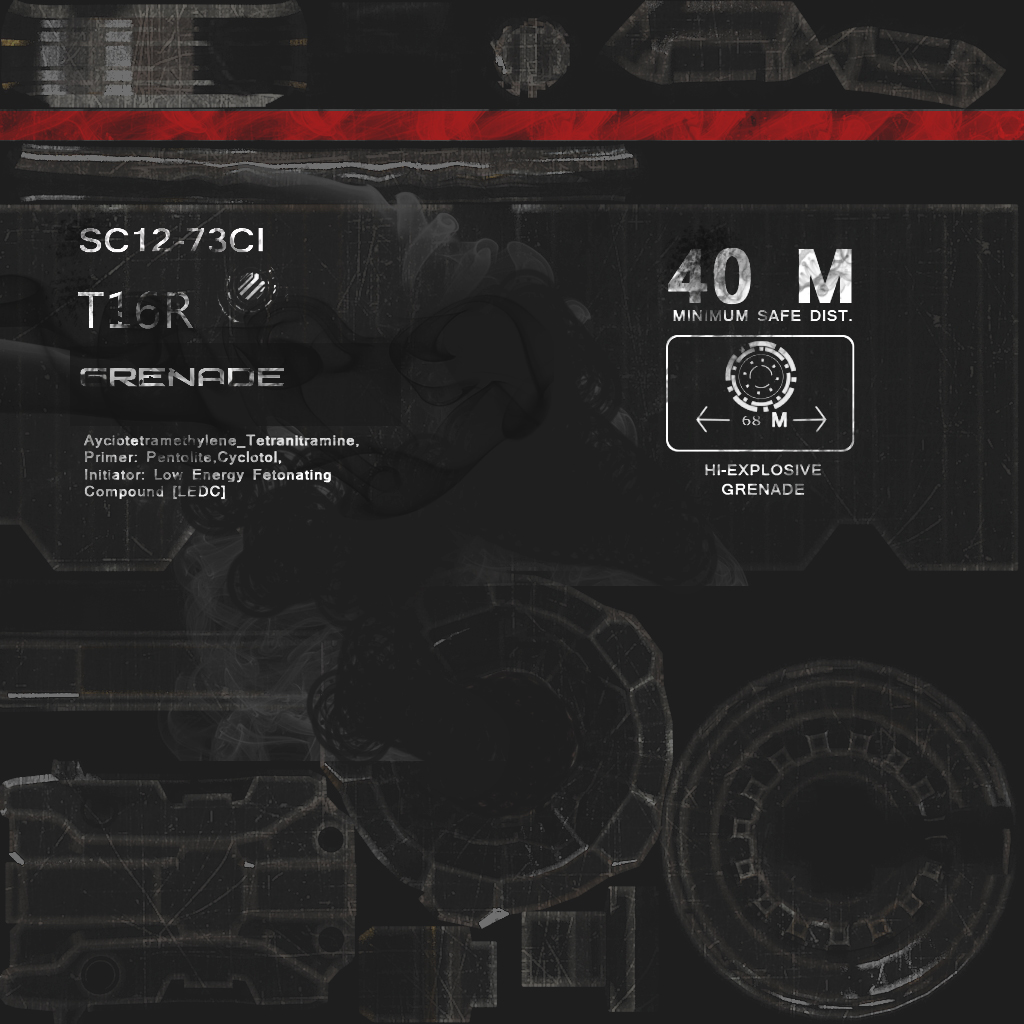 SC12-73CI
T16R
GRENADE
Ayciotetramethylene_Tetranitramine,
Primer: Pentolite,Cyclotol,
Initiator: Low Energy Fetonating
Compound [LEDC]
40 M
MINIMUM SAFE DIST.
68 M
HI-EXPLOSIVE
GRENADE